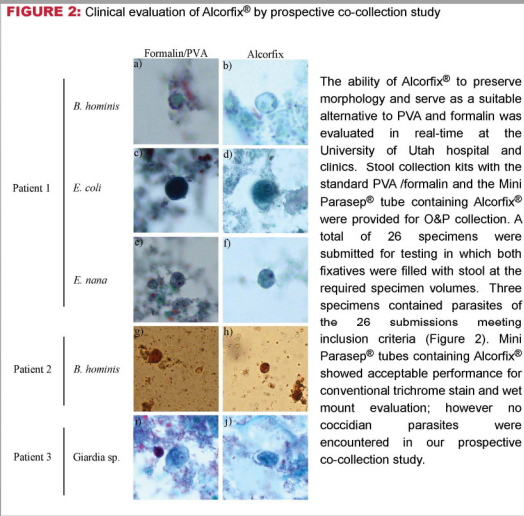 FIGURE 2: Clinical evaluation of Alcorfix® by prospective co-collection study
Formalin/PVA
Alcorfix
a)
b)
B. hominis
c)
d)
Patient 1
E. coli
e)
f)
E. nana
g)
h)
Patient 2
B. hominis
i)
j)
Patient 3
Giardia sp.
The ability of Alcorfix® to preserve
morphology and serve as a suitable
alternative to PVA and formalin was
evaluated in real-time at the
University of Utah hospital and
clinics. Stool collection kits with the
standard PVA /formalin and the Mini
Parasep® tube containing Alcorfix®
were provided for O&P collection. A
total of 26 specimens were
submitted for testing in which both
fixatives were filled with stool at the
required specimen volumes. Three
specimens contained parasites of
the 26 submissions meeting
inclusion criteria (Figure 2). Mini
Parasep® tubes containing Alcorfix®
showed acceptable performance for
conventional trichrome stain and wet
mount evaluation; however no
coccidian parasites were
encountered in our prospective
co-collection study.